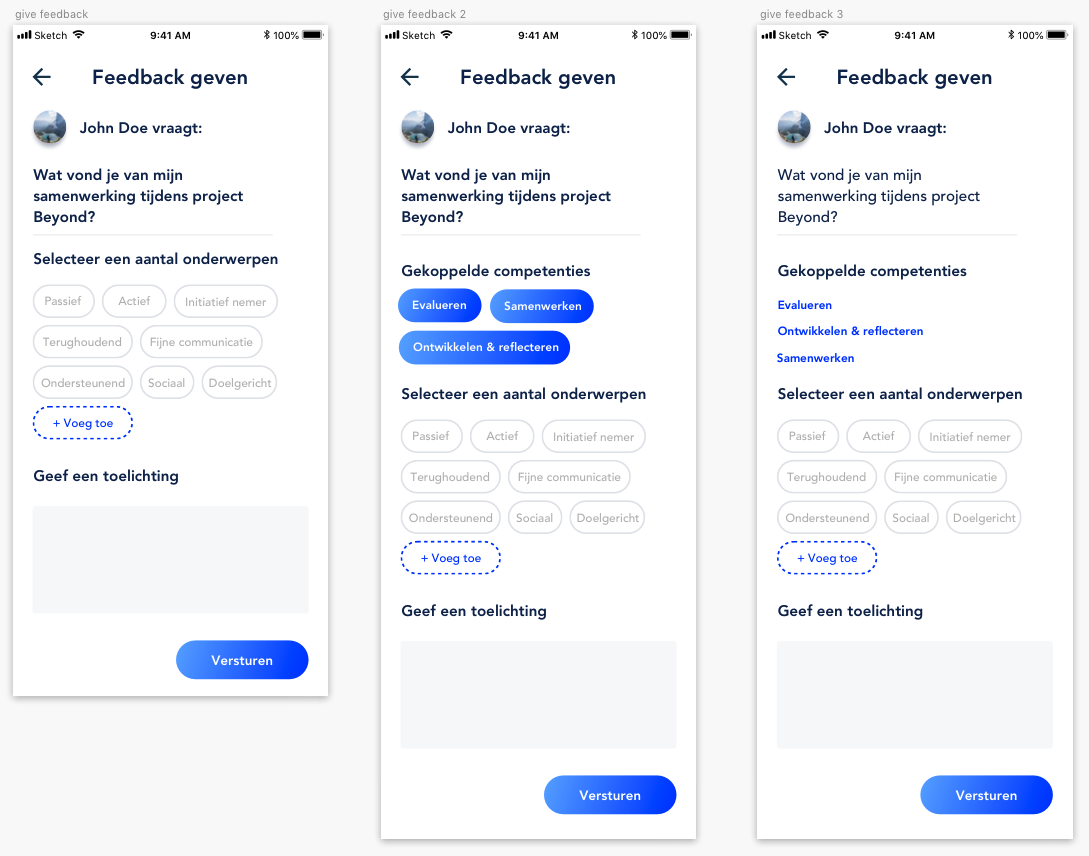 give feedback
Sketch 9:41 AM 100%
Feedback geven
John Doe vraagt:
Wat vond je van mijn
samenwerking tijdens project
Beyond?
Selecteer een aantal onderwerpen
Passief Actief Initiatief nemer
Terughoudend Fijne communicatie
Ondersteunend Sociaal Doelgericht
+ Voeg toe
Geef een toelichting
Versturen
give feedback 2
Sketch 9:41 AM 100%
Feedback geven
John Doe vraagt:
Wat vond je van mijn
samenwerking tijdens project
Beyond?
Gekoppelde competenties
Evalueren Samenwerken
Ontwikkelen & reflecteren
Selecteer een aantal onderwerpen
Passief Actief Initiatief nemer
Terughoudend Fijne communicatie
Ondersteunend Sociaal Doelgericht
+ Voeg toe
Geef een toelichting
Versturen
give feedback 3
Sketch 9:41 AM 100%
Feedback geven
John Doe vraagt:
Wat vond je van mijn
samenwerking tijdens project
Beyond?
Gekoppelde competenties
Evalueren
Ontwikkelen & reflecteren
Samenwerken
Selecteer een aantal onderwerpen
Passief Actief Initiatief nemer
Terughoudend Fijne communicatie
Ondersteunend Sociaal Doelgericht
+ Voeg toe
Geef een toelichting
Versturen